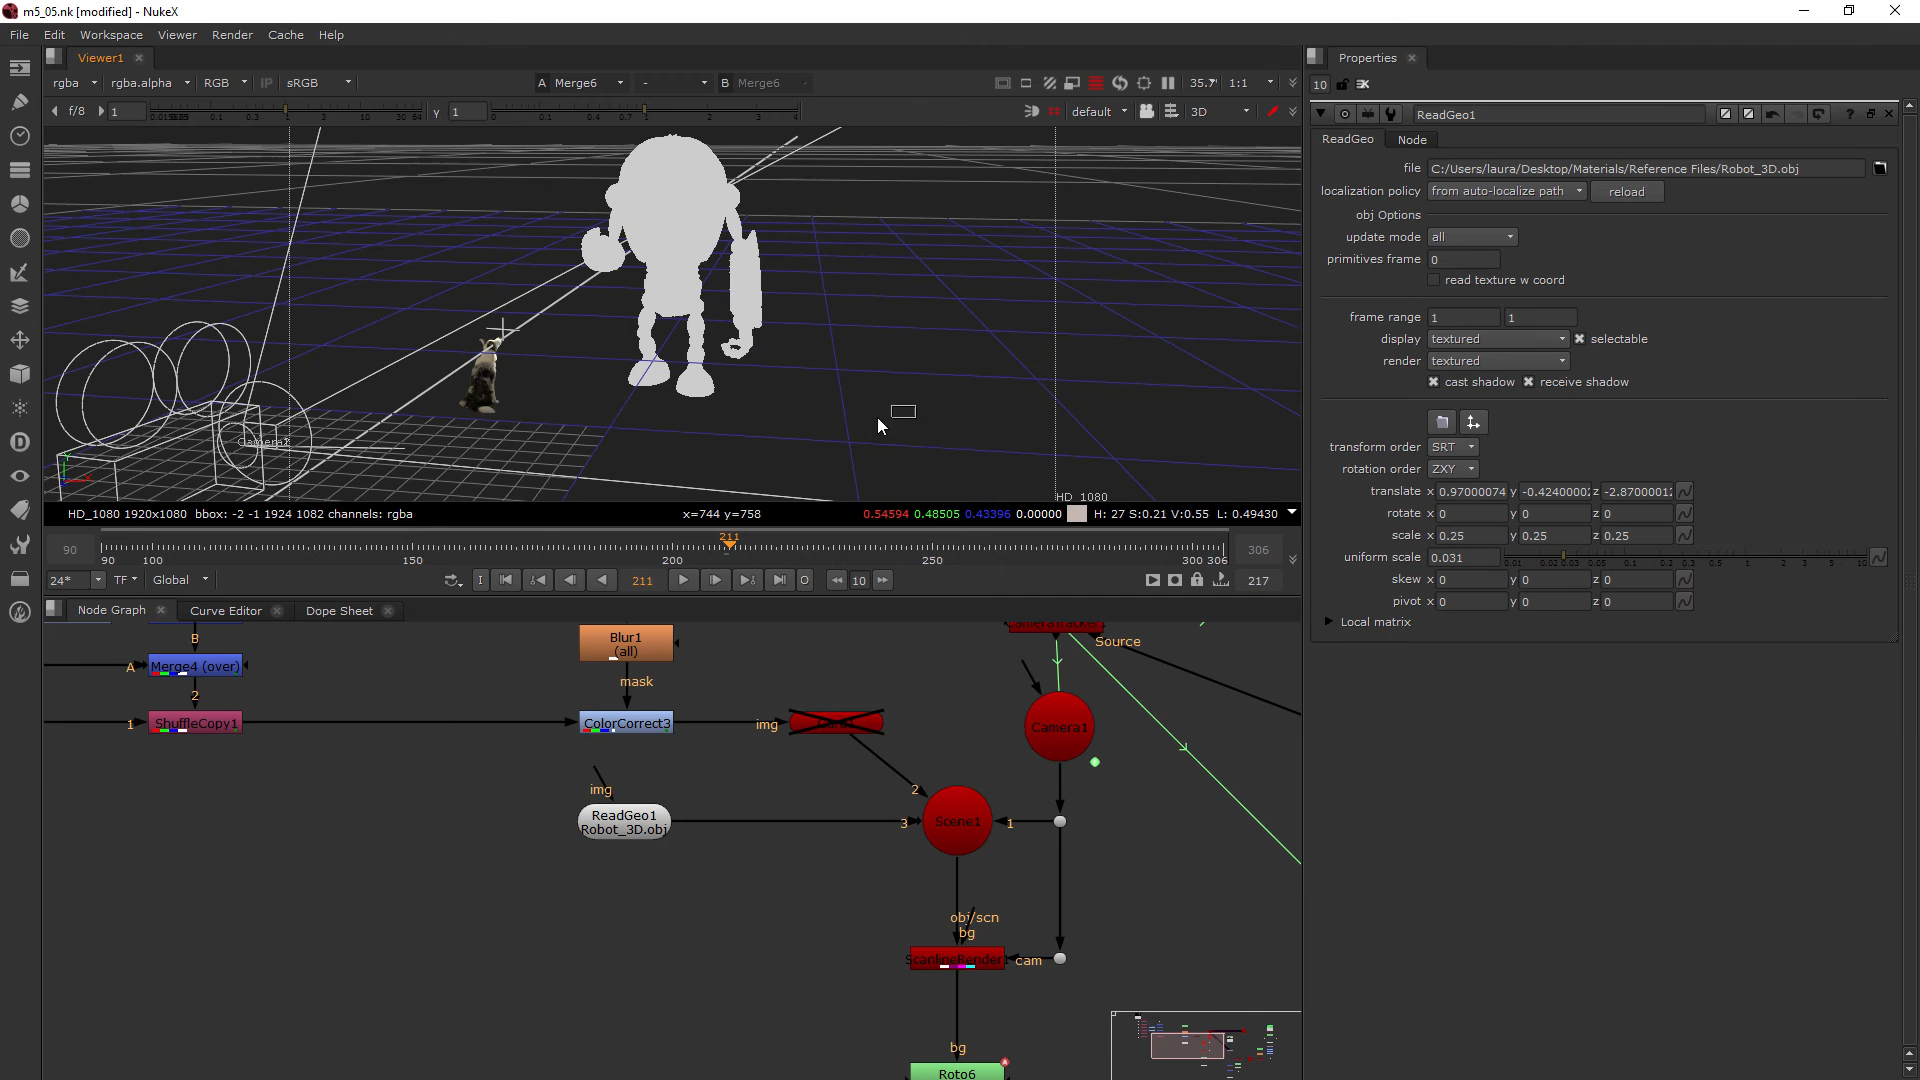 m5_05.nk [modified] - NukeX
File Edit Workspace Viewer Render Cache Help
Viewer1
Properties
rgba rgba.alpha RGB IP sRGB A Merge6 - B Merge6 1:1
10
f/8 1 y 1 default 3D
ReadGeo1
ReadGeo Node
file C:/Users/laura/Desktop/Materials/Reference Files/Robot_3D.obj
localization policy from auto-localize path reload
obj Options
update mode all
primitives frame 0
read texture w coord
frame range 1 1
display textured selectable
render textured
cast shadow receive shadow
transform order SRT
rotation order ZXY
translate x 0.97000074 y -0.4240000 z -2.8700001
rotate x 0 y 0 z 0
scale x 0.25 y 0.25 z 0.25
uniform scale 0.031
skew x 0 y 0 z 0
pivot x 0 y 0 z 0
Local matrix
HD_1080
HD_1080 1920x1080 bbox: -2 -1 1924 1082 channels: rgba x=744 y=758 0.54594 0.48505 0.43396 0.00000 H: 27 S:0.21 V:0.55 L: 0.49430
211
90 90 100 150 200 250 300 306 306
24* TF Global I 211 O 10 217
Node Graph Curve Editor Dope Sheet
B
A Merge4 (over)
2
1 ShuffleCopy1
Blur1
(all)
mask
ColorCorrect3
img
Source
Camera1
2
img
ReadGeo1
Robot_3D.obj
3 Scene1 1
obj/scn
bg
ScanlineRender1 cam
bg
Roto6